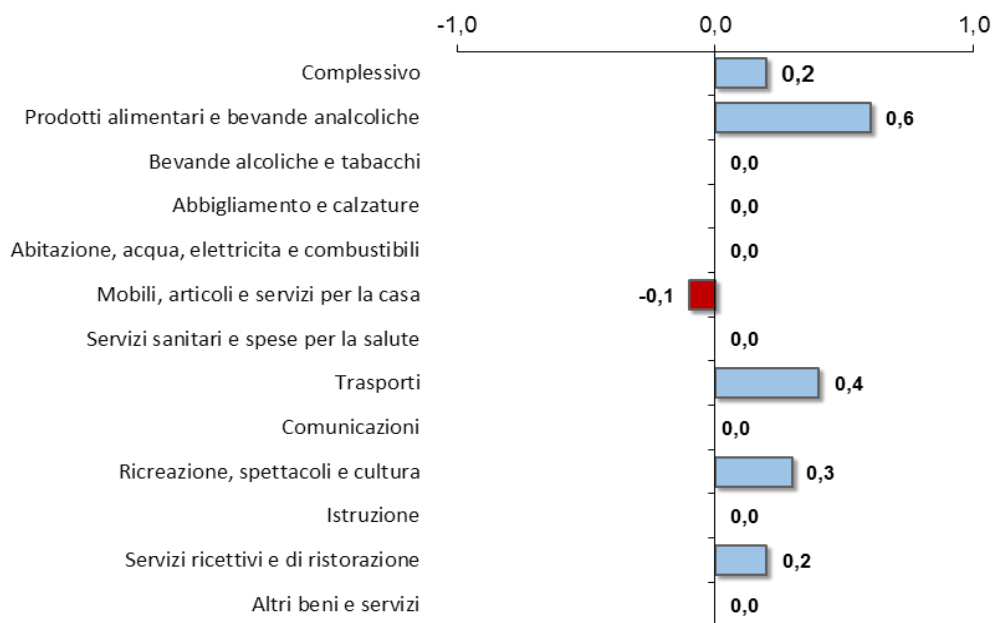 -1,0 0,0 1,0
Complessivo 0,2
Prodotti alimentari e bevande analcoliche 0,6
Bevande alcoliche e tabacchi 0,0
Abbigliamento e calzature 0,0
Abitazione, acqua, elettricita e combustibili 0,0
Mobili, articoli e servizi per la casa -0,1
Servizi sanitari e spese per la salute 0,0
Trasporti 0,4
Comunicazioni 0,0
Ricreazione, spettacoli e cultura 0,3
Istruzione 0,0
Servizi ricettivi e di ristorazione 0,2
Altri beni e servizi 0,0